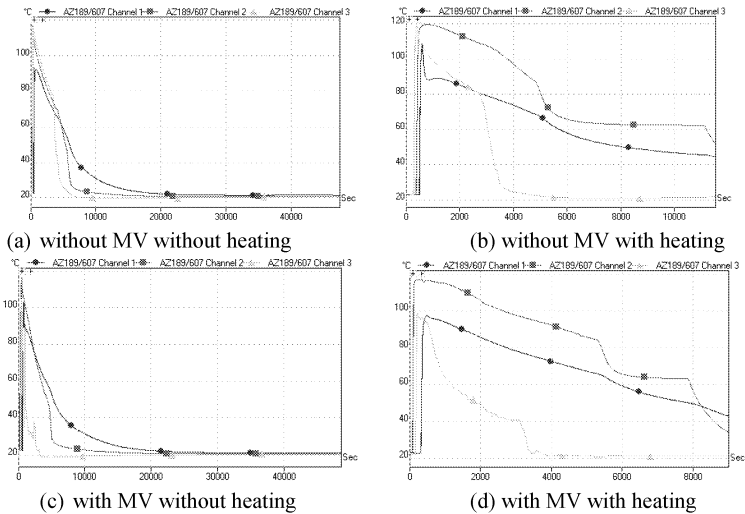 °C AZ189/607 Channel 1 AZ189/607 Channel 2 AZ189/607 Channel 3
100
80
60
40
20
Sec
0 10000 20000 30000 40000
(a) without MV without heating
°C AZ189/607 Channel 1 AZ189/607 Channel 2 AZ189/607 Channel 3
120
100
80
60
40
20
Sec
0 2000 4000 6000 8000 10000
(b) without MV with heating
°C AZ189/607 Channel 1 AZ189/607 Channel 2 AZ189/607 Channel 3
100
80
60
40
20
Sec
0 10000 20000 30000 40000
(c) with MV without heating
°C AZ189/607 Channel 1 AZ189/607 Channel 2 AZ189/607 Channel 3
100
80
60
40
20
Sec
0 2000 4000 6000 8000
(d) with MV with heating